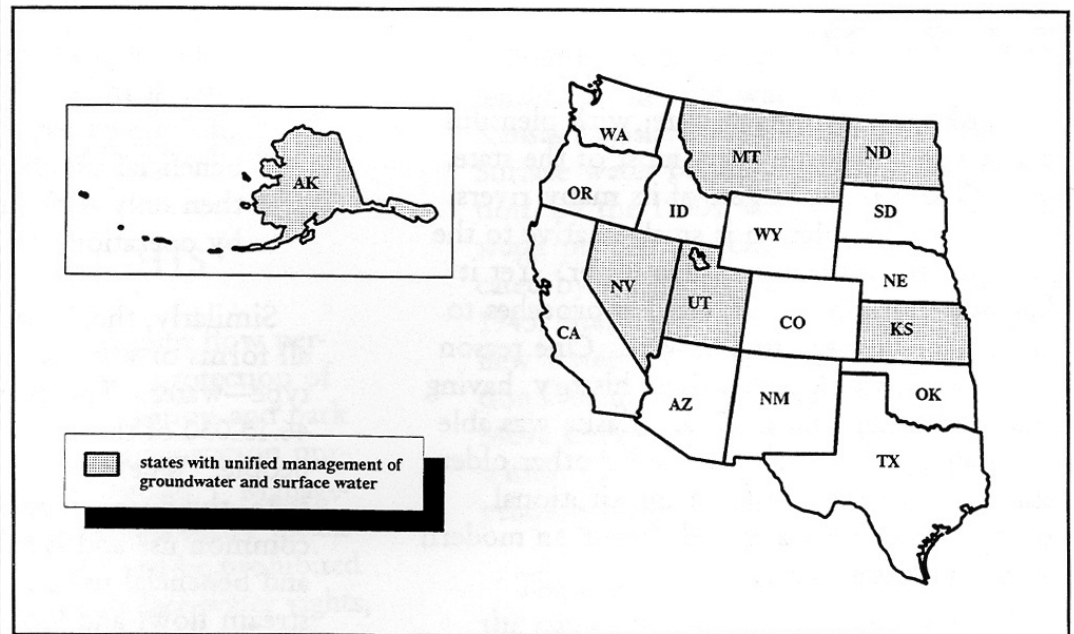 AK
WA
MT
ND
OR
ID
SD
WY
NE
NV
UT
CA
CO
KS
AZ
NM
OK
TX
states with unified management of
groundwater and surface water